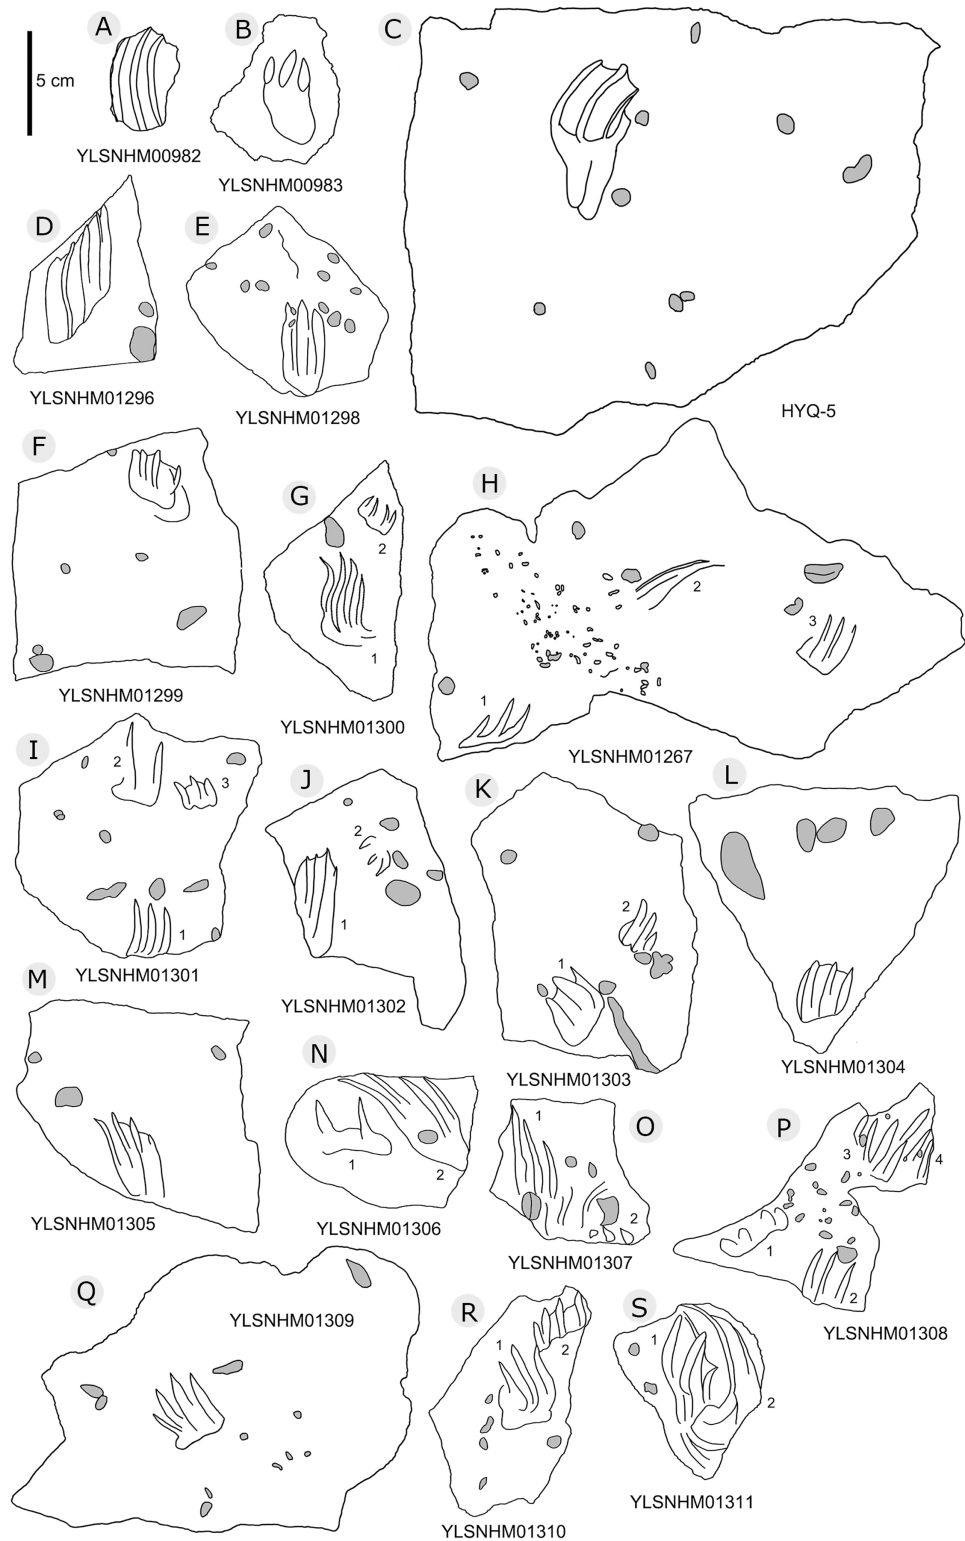 A
B
C
5 cm
YLSNHM00982
YLSNHM00983
D
E
YLSNHM01296
YLSNHM01298
HYQ-5
F
G
H
2
1
1
2
3
YLSNHM01299
YLSNHM01300
YLSNHM01267
I
J
K
L
2
3
1
2
1
2
1
YLSNHM01301
YLSNHM01302
YLSNHM01303
YLSNHM01304
M
N
O
P
1
2
1
2
3
4
1
2
YLSNHM01305
YLSNHM01306
YLSNHM01307
YLSNHM01308
Q
R
S
YLSNHM01309
1
2
1
2
YLSNHM01310
YLSNHM01311